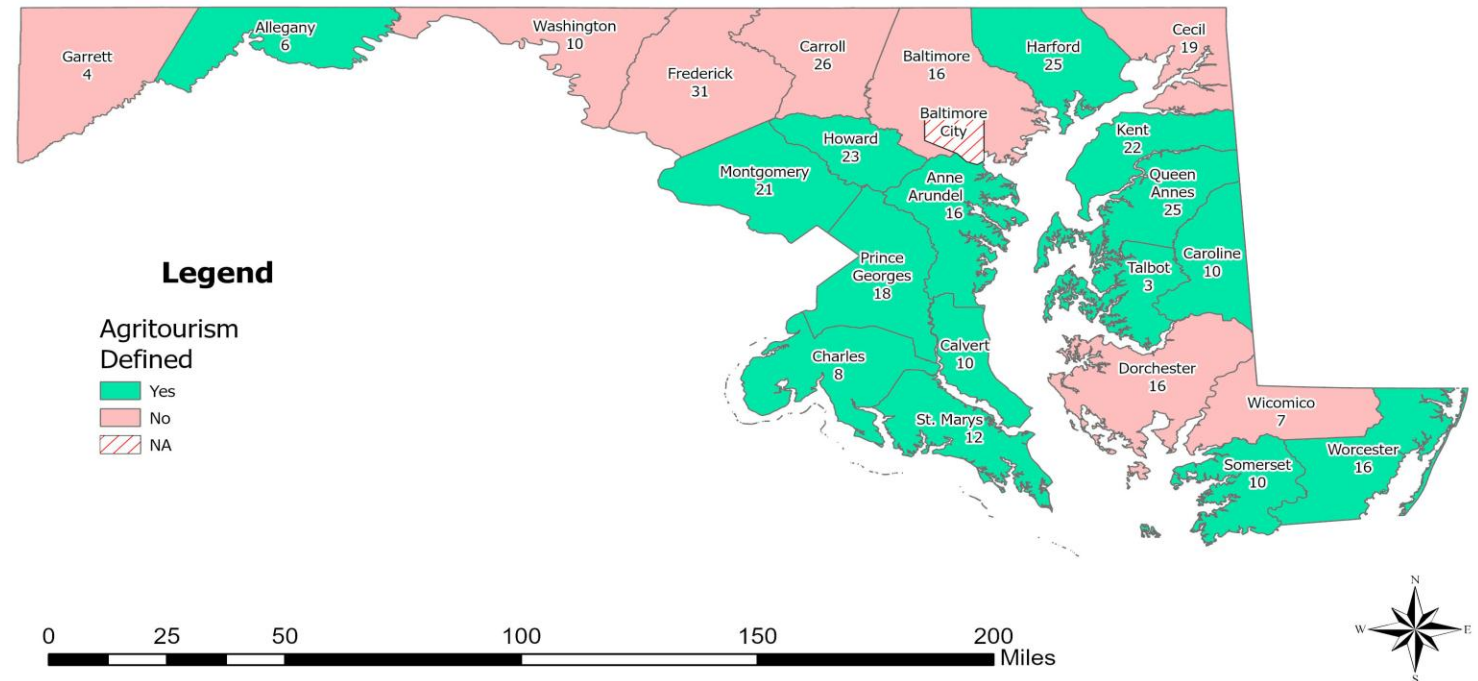 Garrett
4
Allegany
6
Washington
10
Frederick
31
Carroll
26
Baltimore
16
Baltimore
City
Harford
25
Cecil
19
Howard
23
Montgomery
21
Anne
Arundel
16
Kent
22
Queen
Annes
25
Prince
Georges
18
Talbot
3
Caroline
10
Charles
8
Calvert
10
St. Marys
12
Dorchester
16
Wicomico
7
Somerset
10
Worcester
16
Legend
Agritourism
Defined
Yes
No
NA
0 25 50 100 150 200
Miles
N
W E
S